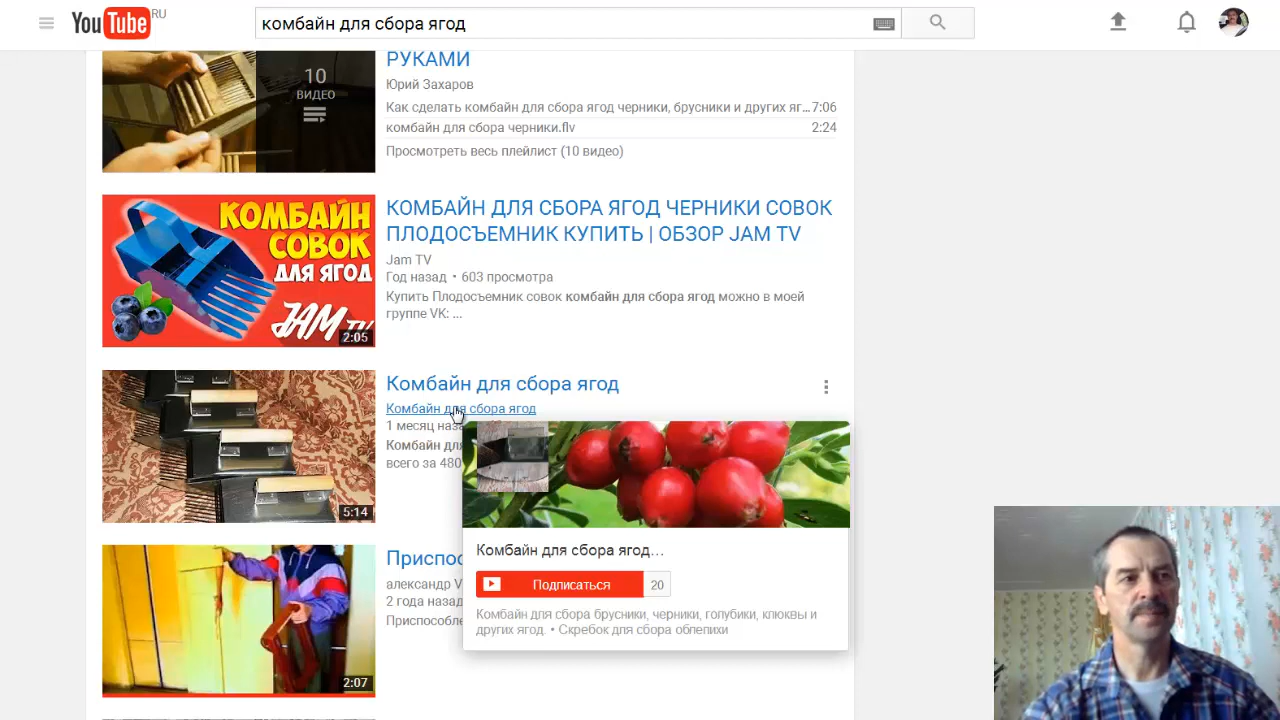 YouTube RU
комбайн для сбора ягод
10
ВИДЕО
РУКАМИ
Юрий Захаров
Как сделать комбайн для сбора ягод черники, брусники и других яг... 7:06
комбайн для сбора черники.flv 2:24
Просмотреть весь плейлист (10 видео)
КОМБАЙН
СОВОК
ДЛЯ ЯГОД
JAM TV
2:05
КОМБАЙН ДЛЯ СБОРА ЯГОД ЧЕРНИКИ СОВОК
ПЛОДОСЪЕМНИК КУПИТЬ | ОБЗОР JAM TV
Jam TV
Год назад • 603 просмотра
Купить Плодосъемник совок комбайн для сбора ягод можно в моей
группе VK: ...
5:14
Комбайн для сбора ягод
Комбайн для сбора ягод
1 месяц наза
Комбайн для
всего за 480
Комбайн для сбора ягод...
Подписаться 20
Комбайн для сбора брусники, черники, голубики, клюквы и
других ягод. • Скребок для сбора облепихи
2:07
Приспос
александр V
2 года назад
Приспособле